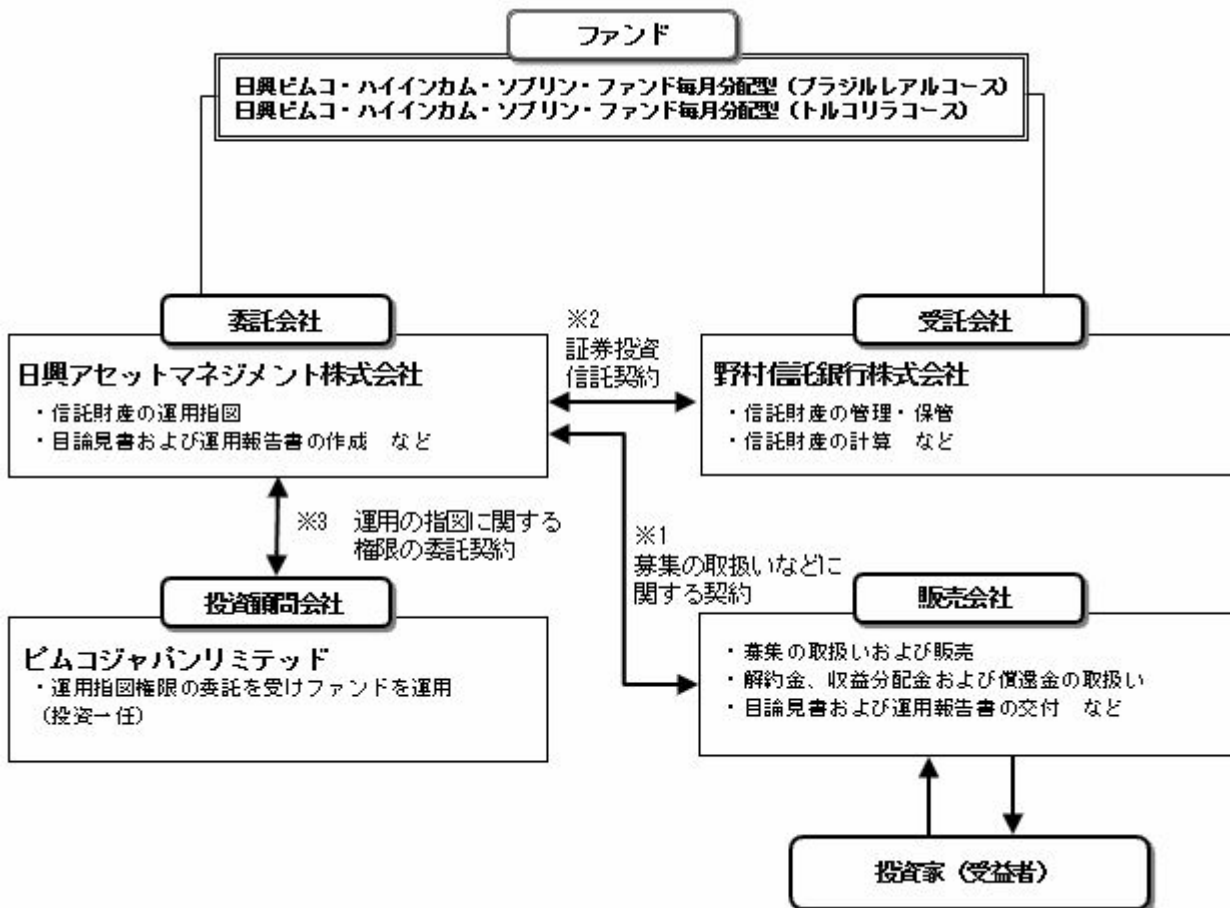 ファンド
日興ピムコ・ハイインカム・ソブリン・ファンド毎月分配型（ブラジルレアルコース）
日興ピムコ・ハイインカム・ソブリン・ファンド毎月分配型（トルコリラコース）
委託会社
日興アセットマネジメント株式会社
・信託財産の運用指図
・目論見書および運用報告書の作成　など
※2
証券投資
信託契約
受託会社
野村信託銀行株式会社
・信託財産の管理・保管
・信託財産の計算　など
※3　運用の指図に関する
権限の委託契約
※1
募集の取扱いなどに
関する契約
投資顧問会社
ピムコジャパンリミテッド
・運用指図権限の委託を受けファンドを運用
（投資一任）
販売会社
・募集の取扱いおよび販売
・解約金、収益分配金および償還金の取扱い
・目論見書および運用報告書の交付　など
投資家（受益者）